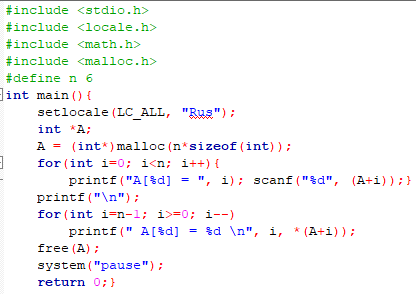 #include <stdio.h>
#include <locale.h>
#include <math.h>
#include <malloc.h>
#define n 6
int main(){
setlocale(LC_ALL, "Rus");
int *A;
A = (int*)malloc(n*sizeof(int));
for(int i=0; i<n; i++){
printf("A[%d] = ", i); scanf("%d", (A+i));}
printf("\n");
for(int i=n-1; i>=0; i--)
printf(" A[%d] = %d \n", i, *(A+i));
free(A);
system("pause");
return 0;}